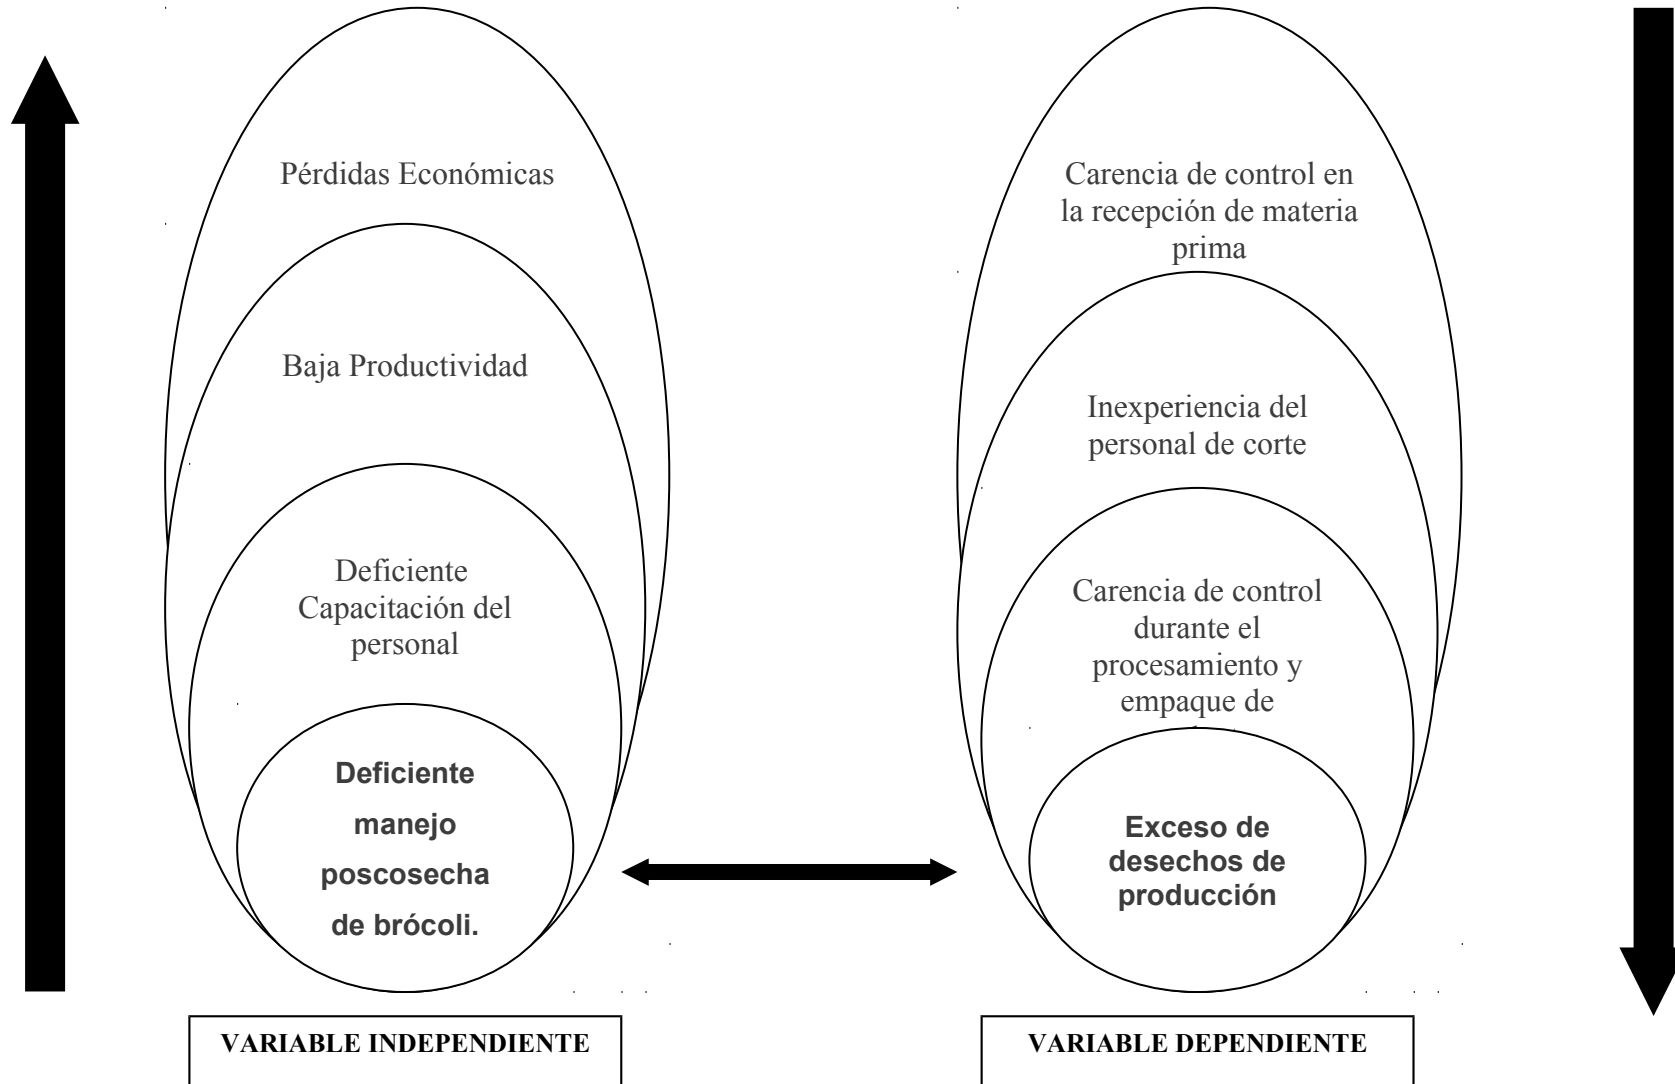 Pérdidas Económicas
Baja Productividad
Deficiente
Capacitación del
personal
Deficiente
manejo
poscosecha
de brócoli.
VARIABLE INDEPENDIENTE
Carencia de control en
la recepción de materia
prima
Inexperiencia del
personal de corte
Carencia de control
durante el
procesamiento y
empaque de
Exceso de
desechos de
producción
VARIABLE DEPENDIENTE